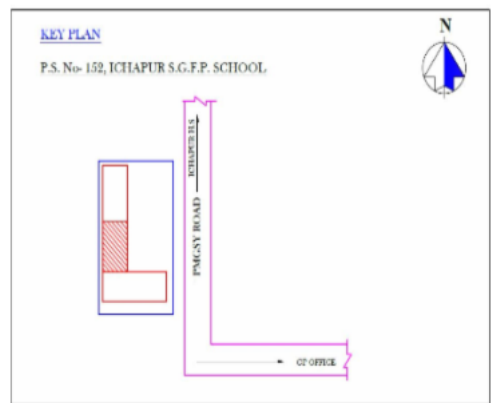 KEY PLAN
N
P.S. No- 152, ICHAPUR S.G.F.P. SCHOOL
ICHAPUR H.S
PMGSY ROAD
GP OFFICE